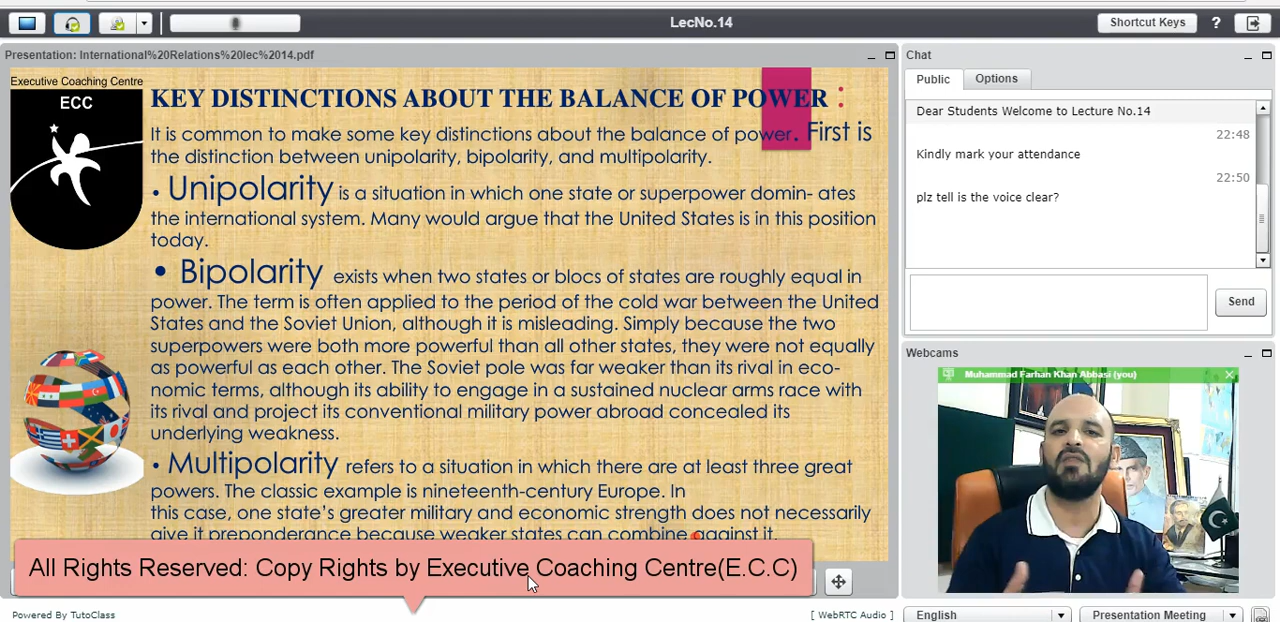 LecNo.14
Shortcut Keys
?
Presentation: International%20Relations%20lec%2014.pdf
Executive Coaching Centre
ECC
KEY DISTINCTIONS ABOUT THE BALANCE OF POWER :
It is common to make some key distinctions about the balance of power. First is
the distinction between unipolarity, bipolarity, and multipolarity.
• Unipolarity is a situation in which one state or superpower domin- ates
the international system. Many would argue that the United States is in this position
today.
• Bipolarity exists when two states or blocs of states are roughly equal in
power. The term is often applied to the period of the cold war between the United
States and the Soviet Union, although it is misleading. Simply because the two
superpowers were both more powerful than all other states, they were not equally
as powerful as each other. The Soviet pole was far weaker than its rival in eco-
nomic terms, although its ability to engage in a sustained nuclear arms race with
its rival and project its conventional military power abroad concealed its
underlying weakness.
• Multipolarity refers to a situation in which there are at least three great
powers. The classic example is nineteenth-century Europe. In
this case, one state's greater military and economic strength does not necessarily
give it preponderance because weaker states can combine against it.
All Rights Reserved: Copy Rights by Executive Coaching Centre(E.C.C)
Powered By TutoClass
[ WebRTC Audio ]
Chat
Public
Options
Dear Students Welcome to Lecture No.14
22:48
Kindly mark your attendance
22:50
plz tell is the voice clear?
Send
Webcams
Muhammad Farhan Khan Abbasi (you)
English
Presentation Meeting